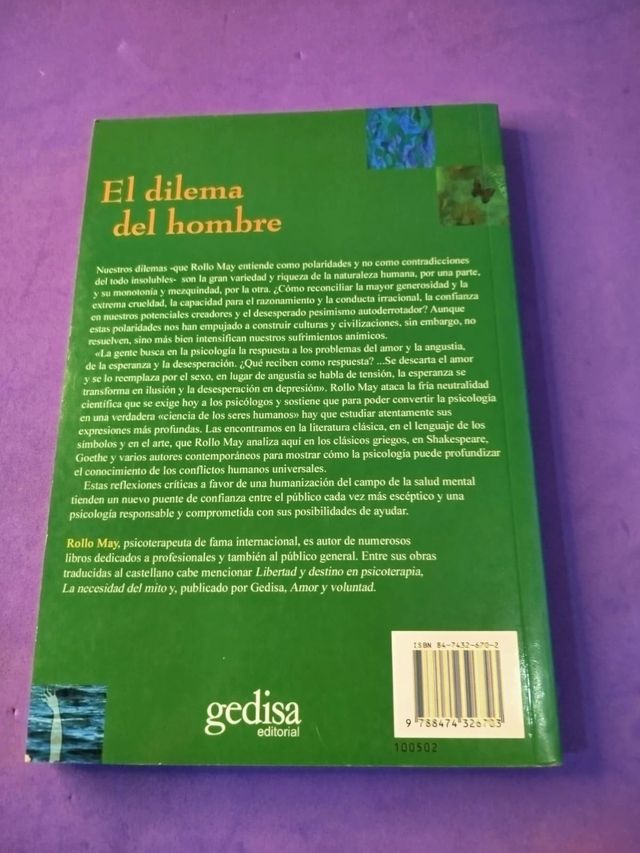 El dilema
del hombre
Nuestros dilemas -que Rollo May entiende como polaridades y no como contradicciones
del todo insolubles- son la gran variedad y riqueza de la naturaleza humana, por una parte,
y su monotonía y mezquindad, por la otra. ¿Cómo reconciliar la mayor generosidad y la
extrema crueldad, la capacidad para el razonamiento y la conducta irracional, la confianza
en nuestros potenciales creadores y el desesperado pesimismo autoderrotador? Aunque
estas polaridades nos han empujado a construir culturas y civilizaciones, sin embargo, no
resuelven, sino más bien intensifican nuestros sufrimientos anímicos.
«La gente busca en la psicología la respuesta a los problemas del amor y la angustia,
de la esperanza y la desesperación. ¿Qué reciben como respuesta? ...Se descarta el amor
y se lo reemplaza por el sexo, en lugar de angustia se habla de tensión, la esperanza se
transforma en ilusión y la desesperación en depresión». Rollo May ataca la fría neutralidad
científica que se exige hoy a los psicólogos y sostiene que para poder convertir la psicología
en una verdadera «ciencia de los seres humanos» hay que estudiar atentamente sus
expresiones más profundas. Las encontramos en la literatura clásica, en el lenguaje de los
símbolos y en el arte, que Rollo May analiza aquí en los clásicos griegos, en Shakespeare,
Goethe y varios autores contemporáneos para mostrar cómo la psicología puede profundizar
el conocimiento de los conflictos humanos universales.
Estas reflexiones críticas a favor de una humanización del campo de la salud mental
tienden un nuevo puente de confianza entre el público cada vez más escéptico y una
psicología responsable y comprometida con sus posibilidades de ayudar.
Rollo May, psicoterapeuta de fama internacional, es autor de numerosos
libros dedicados a profesionales y también al público general. Entre sus obras
traducidas al castellano cabe mencionar Libertad y destino en psicoterapia,
La necesidad del mito y, publicado por Gedisa, Amor y voluntad.
ISBN 84-7432-670-2
9 788474 326703
100502
gedisa
editorial